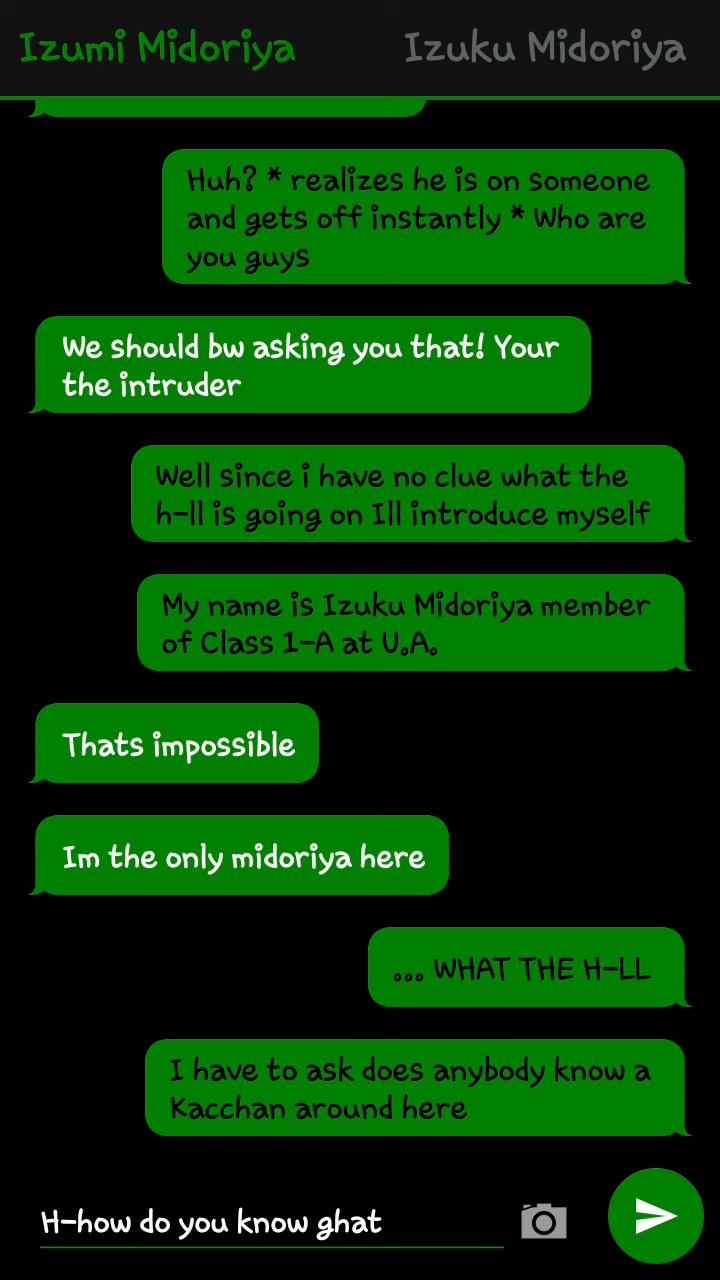 Izumi Midoriya
Izuku Midoriya
Huh? * realizes he is on someone
and gets off instantly * Who are
you guys
We should bw asking you that! Your
the intruder
Well since i have no clue what the
h-ll is going on Ill introduce myself
My name is Izuku Midoriya member
of Class 1-A at U.A.
Thats impossible
Im the only midoriya here
... WHAT THE H-LL
I have to ask does anybody know a
Kacchan around here
H-how do you know ghat